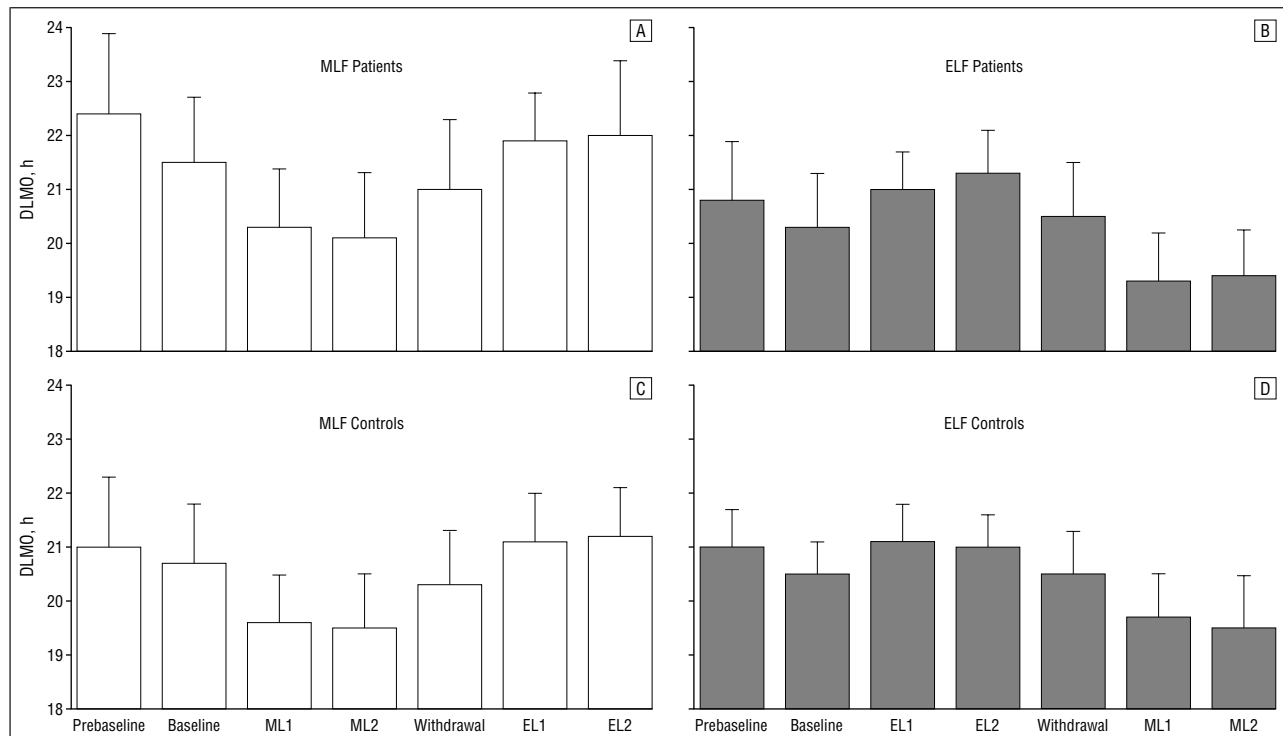 A
MLF Patients
DLMO, h
24
23
22
21
20
19
18
B
ELF Patients
C
MLF Controls
DLMO, h
24
23
22
21
20
19
18
Prebaseline Baseline ML1 ML2 Withdrawal EL1 EL2
D
ELF Controls
Prebaseline Baseline EL1 EL2 Withdrawal ML1 ML2